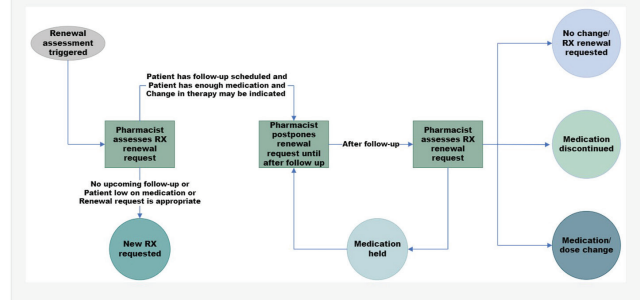 Renewal
assessment
triggered
Patient has follow-up scheduled and
Patient has enough medication and
Change in therapy may be indicated
Pharmacist
assesses RX
renewal
request
No upcoming follow-up or
Patient low on medication or
Renewal request is appropriate
New RX
requested
Pharmacist
postpones
renewal
request until
after follow up
After follow-up
Pharmacist
assesses RX
renewal
request
Medication
held
No change/
RX renewal
requested
Medication
discontinued
Medication/
dose change